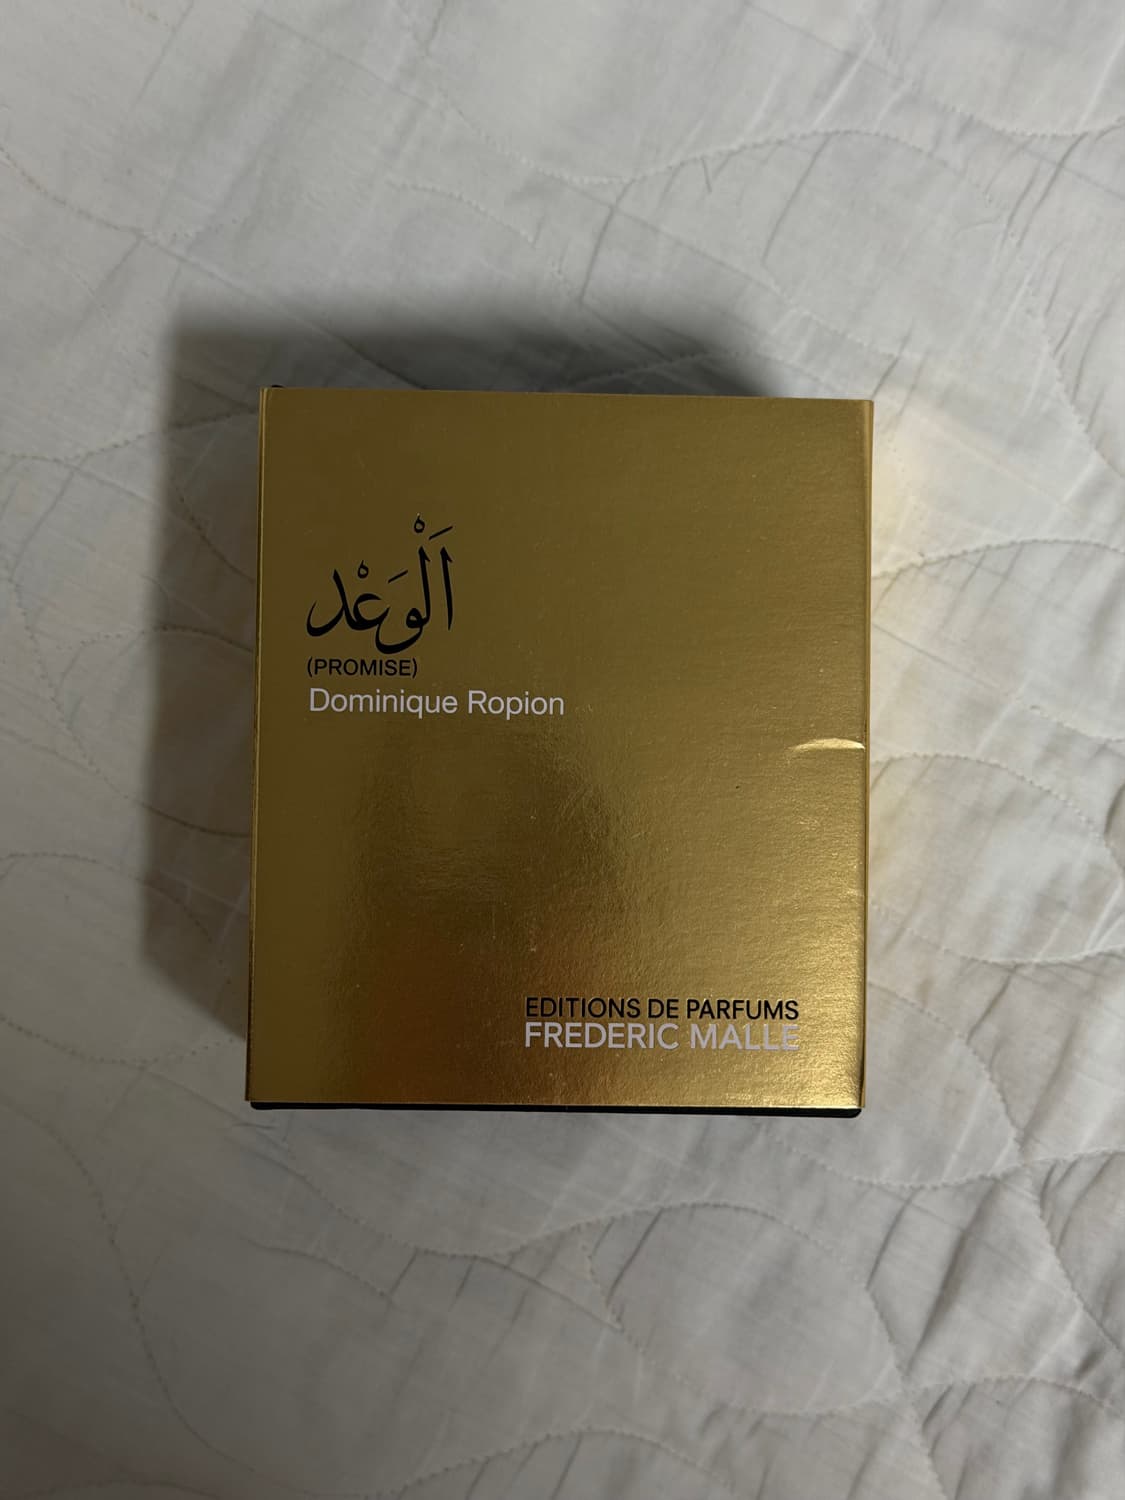 اَلْوَعْد
(PROMISE)
Dominique Ropion
EDITIONS DE PARFUMS
FREDERIC MALLE